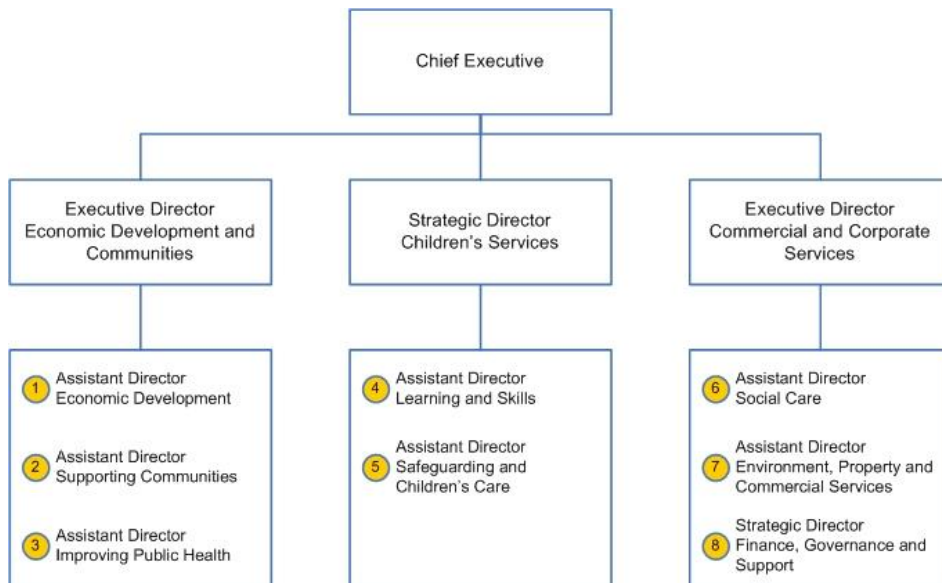 Chief Executive
Executive Director
Economic Development and
Communities
Strategic Director
Children's Services
Executive Director
Commercial and Corporate
Services
1 Assistant Director
Economic Development
2 Assistant Director
Supporting Communities
3 Assistant Director
Improving Public Health
4 Assistant Director
Learning and Skills
5 Assistant Director
Safeguarding and
Children's Care
6 Assistant Director
Social Care
7 Assistant Director
Environment, Property and
Commercial Services
8 Strategic Director
Finance, Governance and
Support